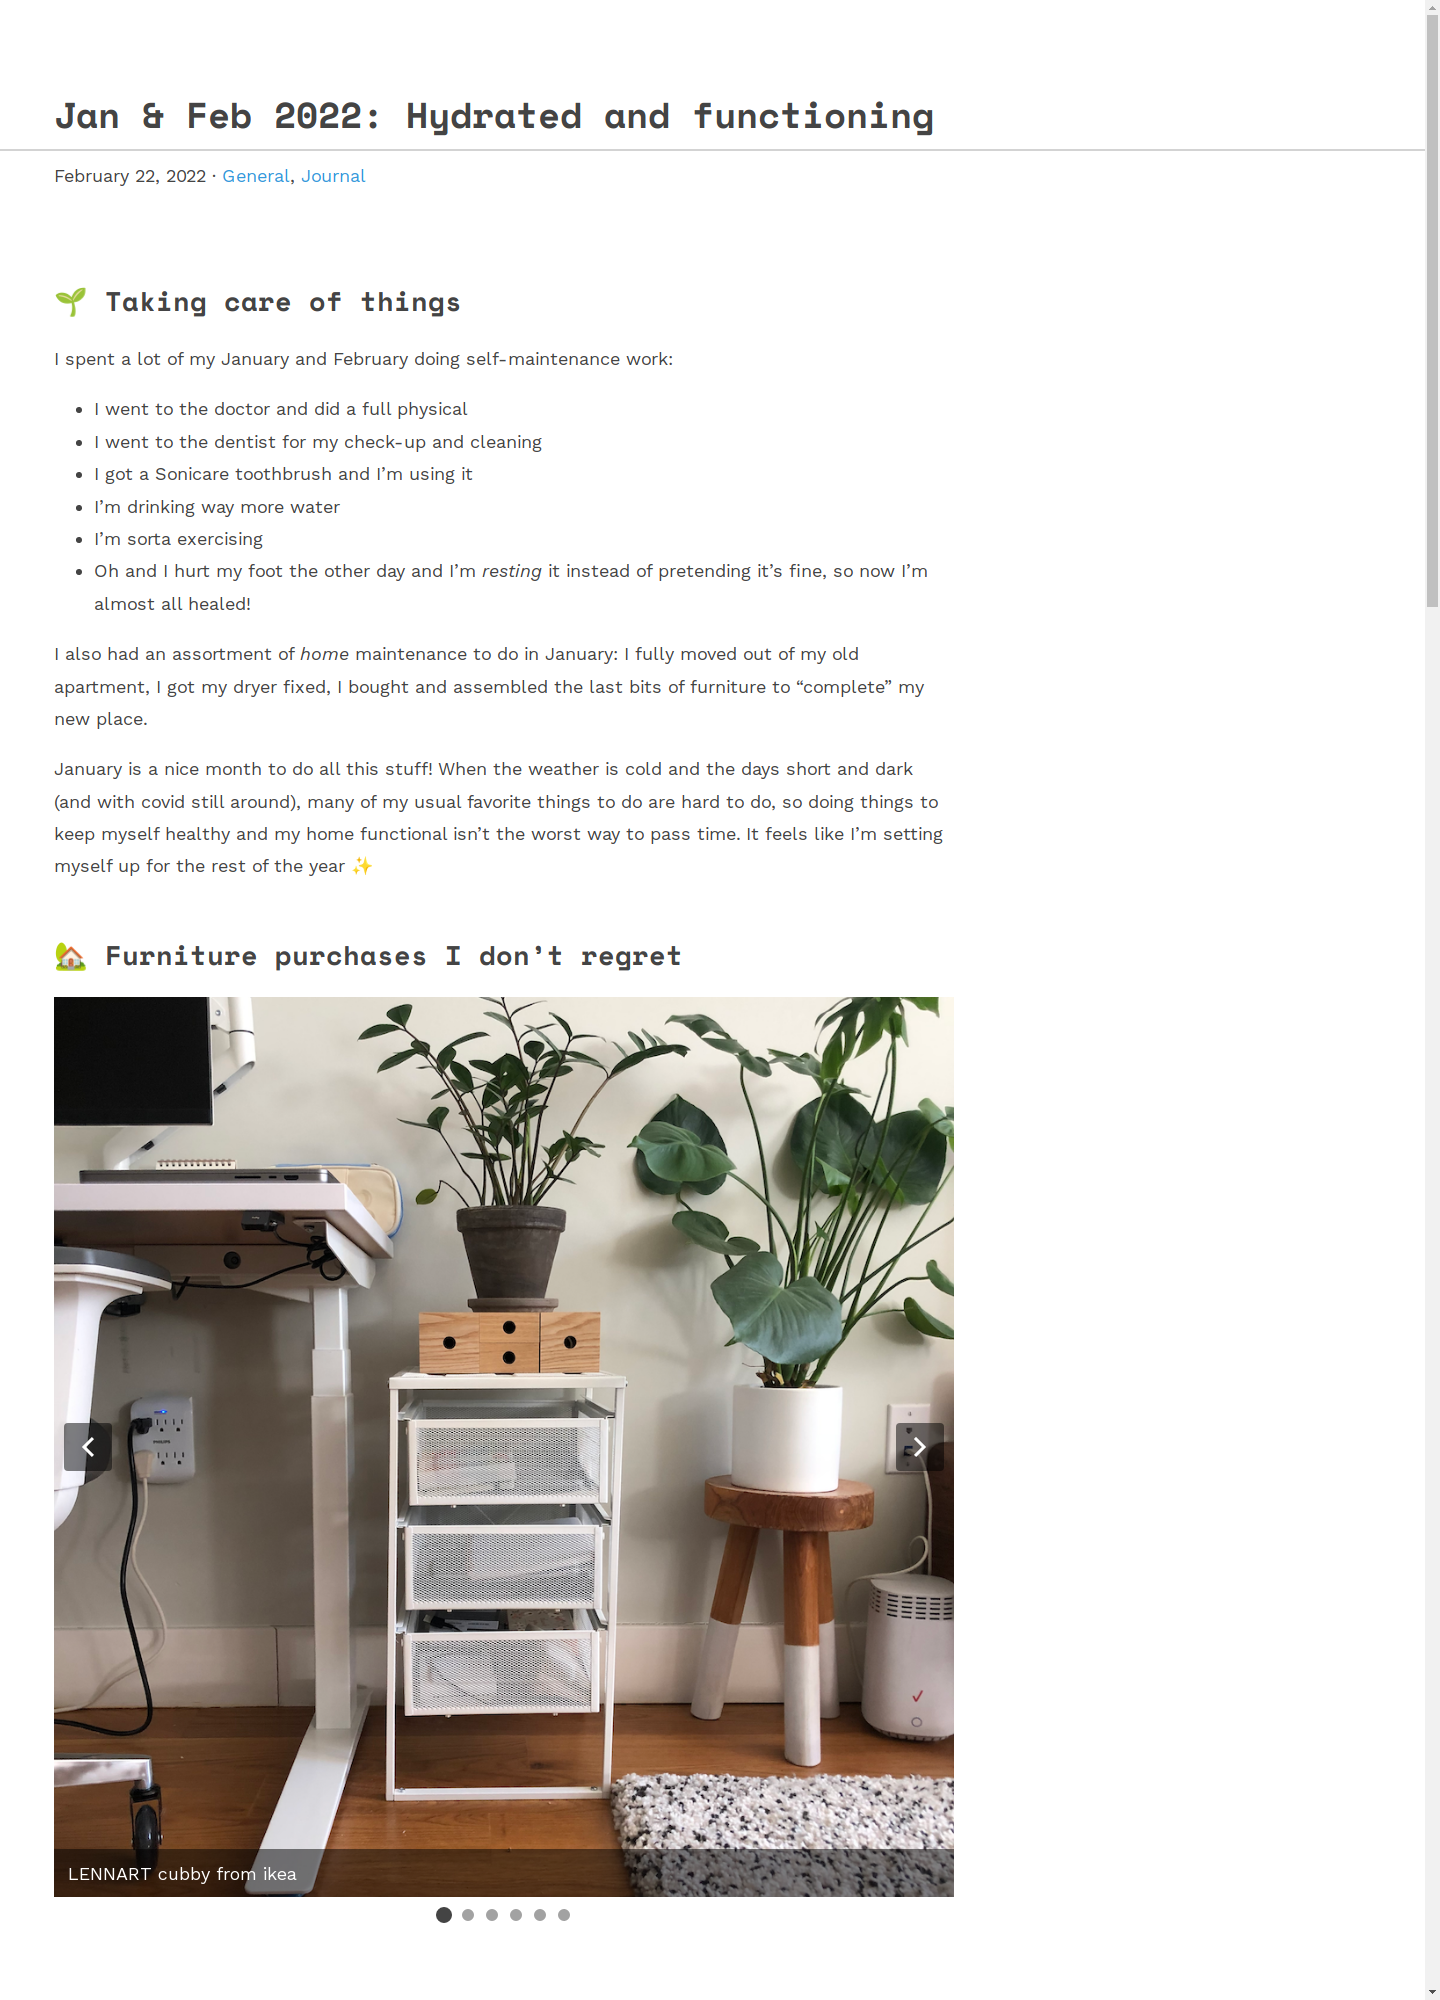 Jan & Feb 2022: Hydrated and functioning
February 22, 2022 · General, Journal
🌱 Taking care of things
I spent a lot of my January and February doing self-maintenance work:
• I went to the doctor and did a full physical
• I went to the dentist for my check-up and cleaning
• I got a Sonicare toothbrush and I’m using it
• I’m drinking way more water
• I’m sorta exercising
• Oh and I hurt my foot the other day and I’m resting it instead of pretending it’s fine, so now I’m
almost all healed!
I also had an assortment of home maintenance to do in January: I fully moved out of my old
apartment, I got my dryer fixed, I bought and assembled the last bits of furniture to “complete” my
new place.
January is a nice month to do all this stuff! When the weather is cold and the days short and dark
(and with covid still around), many of my usual favorite things to do are hard to do, so doing things to
keep myself healthy and my home functional isn’t the worst way to pass time. It feels like I’m setting
myself up for the rest of the year ✨
🏡 Furniture purchases I don’t regret
PHILIPS
LENNART cubby from ikea